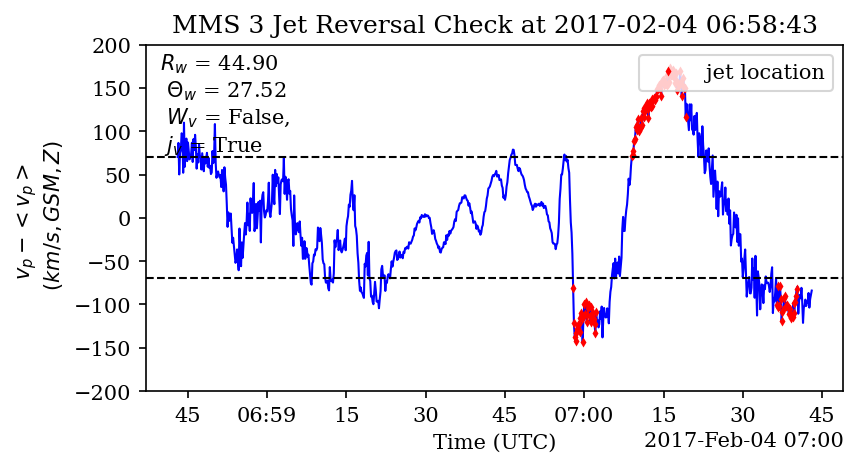 MMS 3 Jet Reversal Check at 2017-02-04 06:58:43
200
150
100
50
0
−50
−100
−150
−200
v_p − < v_p >
(km/s, GSM, Z)
R_w = 44.90
Θ_w = 27.52
W_v = False,
j_v = True
jet location
45
06:59
15
30
45
07:00
15
30
45
Time (UTC)
2017-Feb-04 07:00